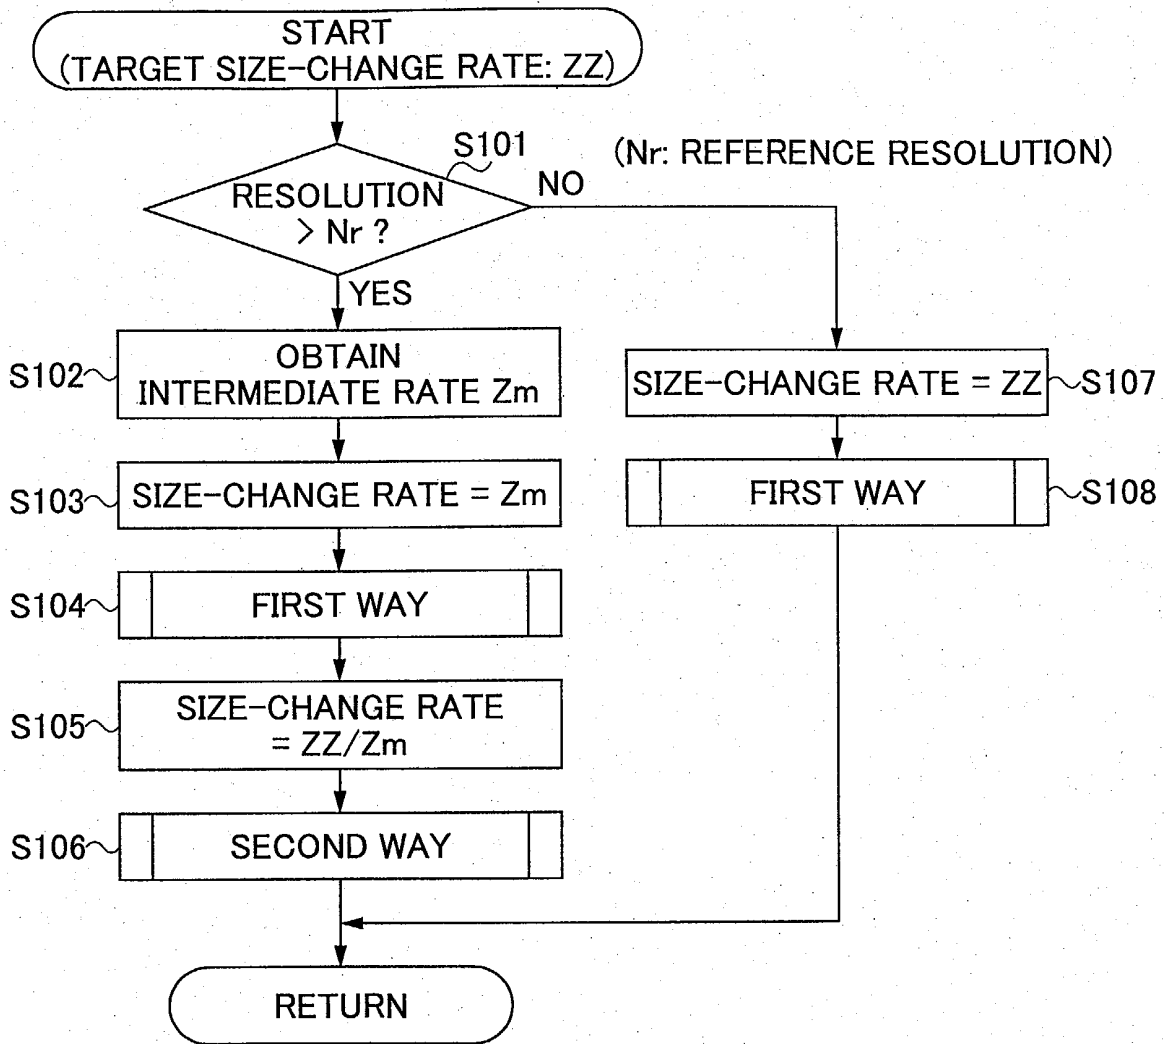 START
(TARGET SIZE-CHANGE RATE: ZZ)
S101
(Nr: REFERENCE RESOLUTION)
RESOLUTION
> Nr ?
NO
YES
S102
OBTAIN
INTERMEDIATE RATE Zm
SIZE-CHANGE RATE = ZZ
S107
S103
SIZE-CHANGE RATE = Zm
FIRST WAY
S108
S104
FIRST WAY
S105
SIZE-CHANGE RATE
= ZZ/Zm
S106
SECOND WAY
RETURN